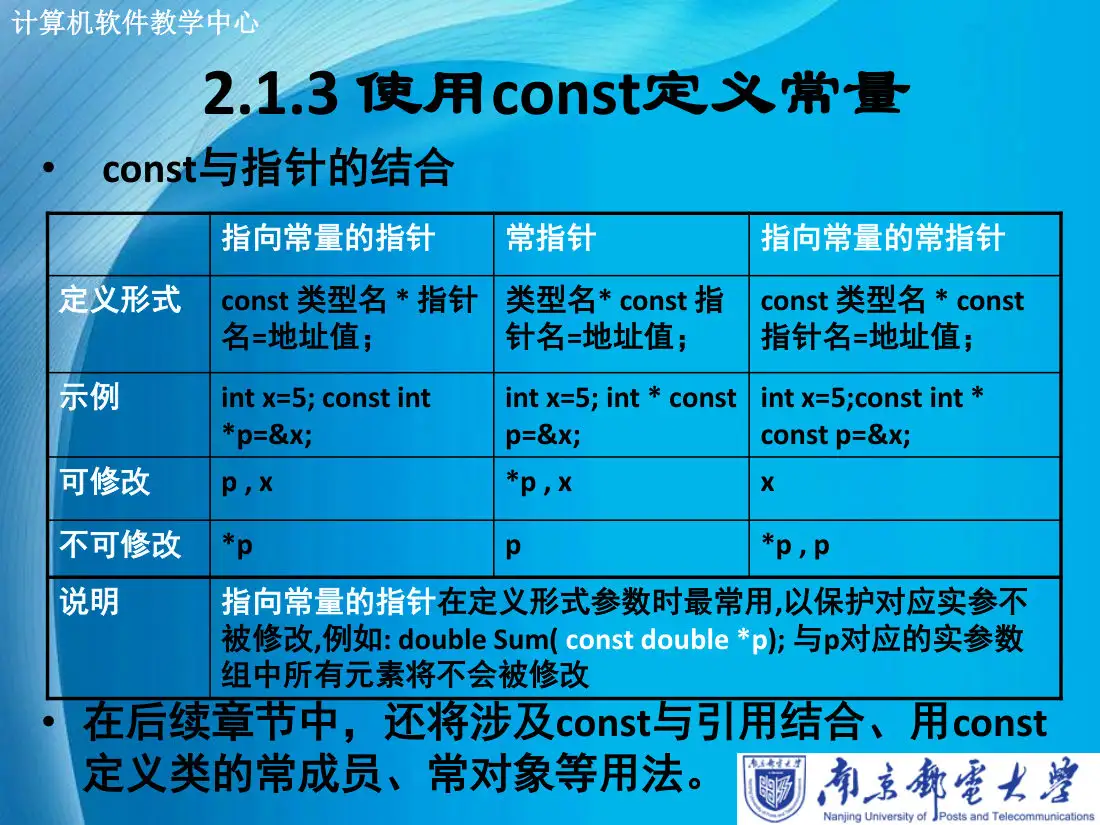 计算机软件教学中心
2.1.3 使用const定义常量
• const与指针的结合
指向常量的指针 常指针 指向常量的常指针
定义形式 const 类型名 * 指针 类型名* const 指 const 类型名 * const
名=地址值； 针名=地址值； 指针名=地址值；
示例 int x=5; const int int x=5; int * const int x=5;const int *
*p=&x; p=&x; const p=&x;
可修改 p , x *p , x x
不可修改 *p p *p , p
说明 指向常量的指针在定义形式参数时最常用,以保护对应实参不
被修改,例如: double Sum( const double *p); 与p对应的实参数
组中所有元素将不会被修改
• 在后续章节中，还将涉及const与引用结合、用const
定义类的常成员、常对象等用法。
南京邮电大学
Nanjing University of Posts and Telecommunications